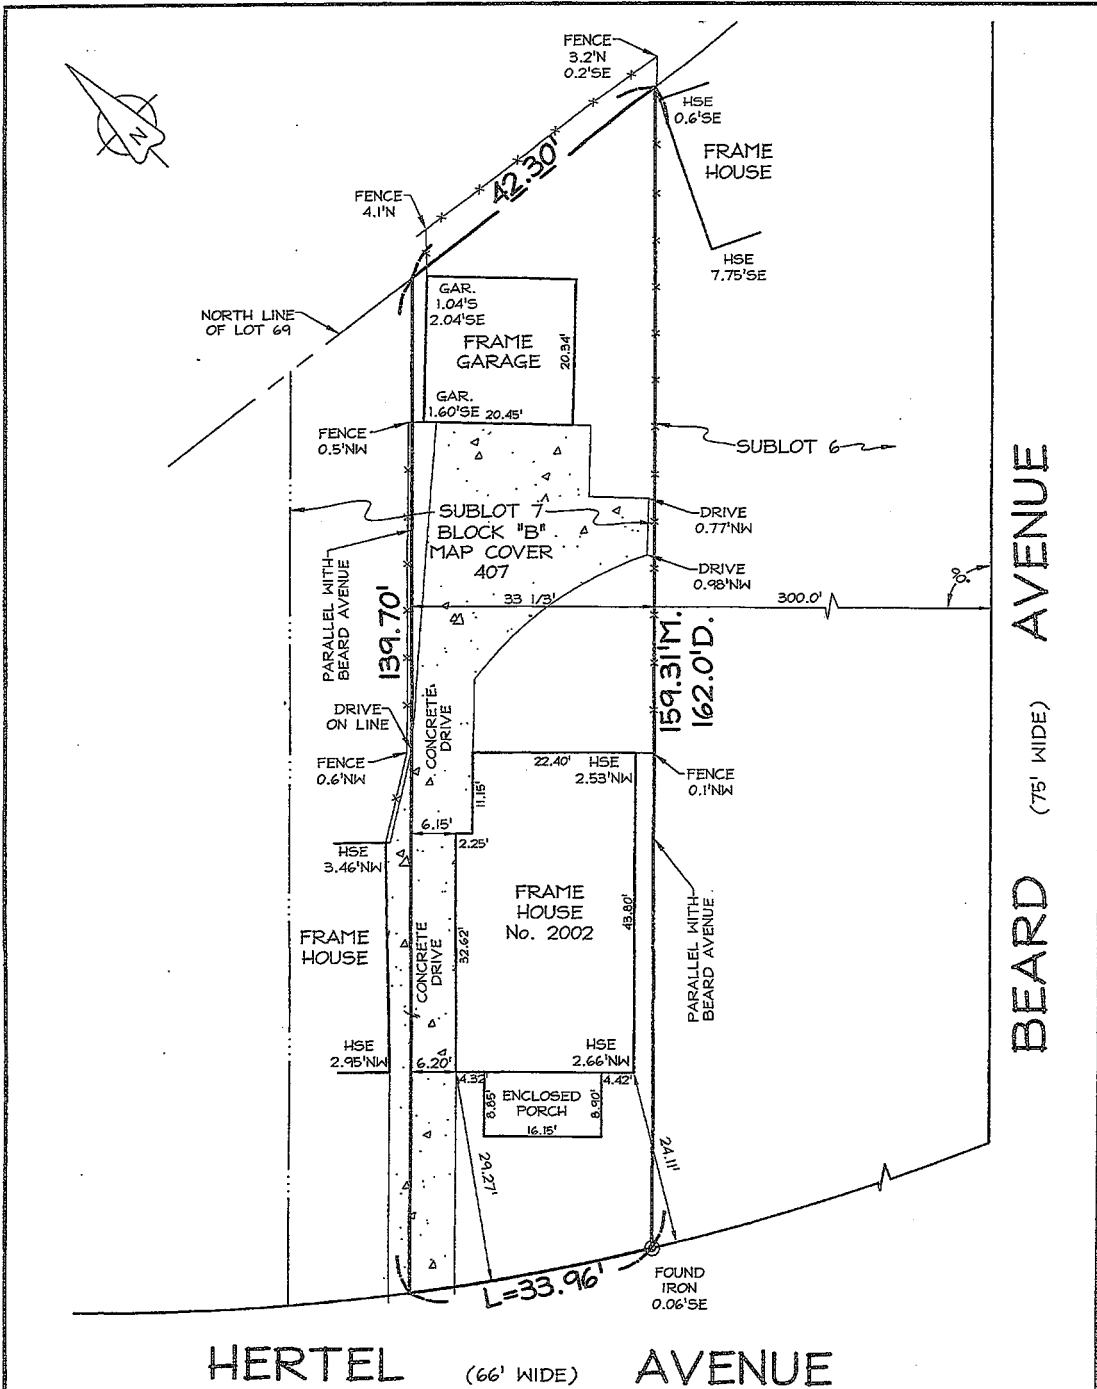 FENCE
3.2'N
0.2'SE
HSE
0.6'SE
FRAME
HOUSE
N
42.30'
FENCE
4.1'N
HSE
7.75'SE
GAR.
1.04'S
2.04'SE
NORTH LINE
OF LOT 69
FRAME
GARAGE
20.34'
GAR.
1.60'SE 20.45'
FENCE
0.5'NW
SUBLOT 6
SUBLOT 7
BLOCK "B"
MAP COVER
407
DRIVE
0.77'NW
DRIVE
0.98'NW
PARALLEL WITH
BEARD AVENUE
139.70'
33 1/3'
300.0'
90°
159.31'M.
162.0'D.
DRIVE
ON LINE
CONCRETE
DRIVE
FENCE
0.6'NW
22.40'
HSE
2.53'NW
FENCE
0.1'NW
11.15'
6.15'
2.25'
HSE
3.46'NW
FRAME
HOUSE
No. 2002
43.80'
FRAME
HOUSE
CONCRETE
DRIVE
32.62'
PARALLEL WITH
BEARD AVENUE
HSE
2.95'NW
6.20'
HSE
2.66'NW
4.32'
4.42'
8.85'
ENCLOSED
PORCH
8.90'
16.15'
29.27'
24.11'
L=33.96'
FOUND
IRON
0.06'SE
BEARD (75' WIDE) AVENUE
HERTEL (66' WIDE) AVENUE